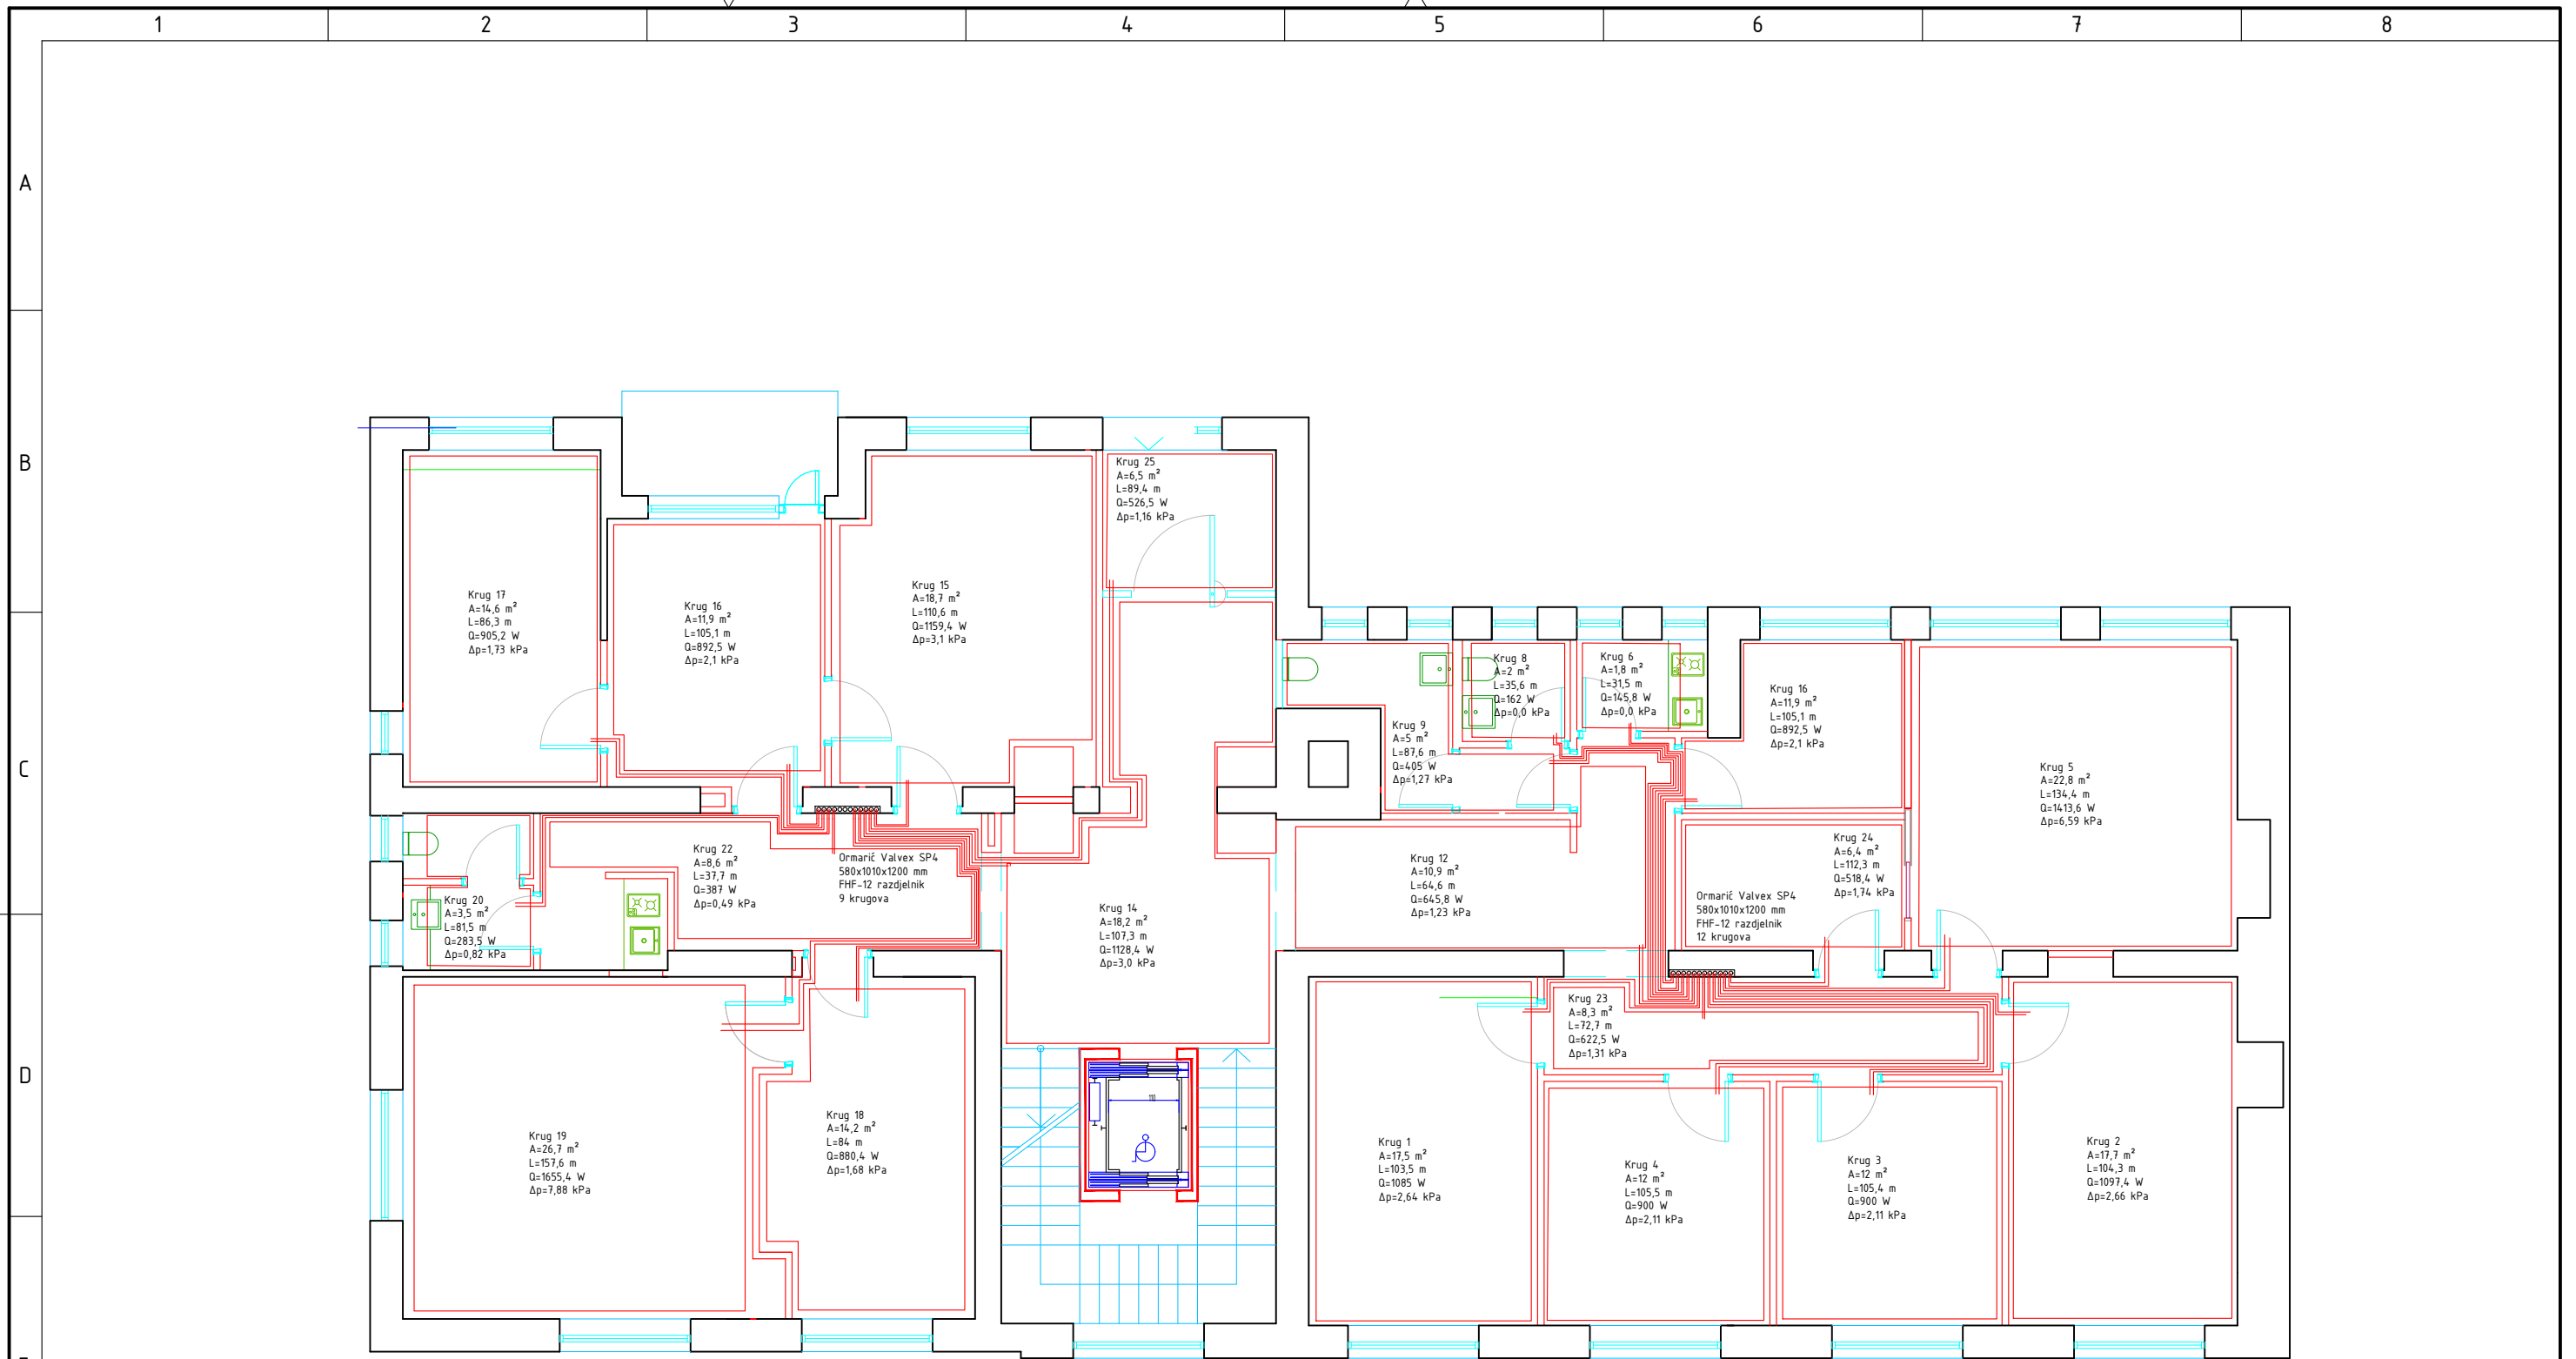 1
2
3
4
5
6
7
8
A
B
C
D
Krug 25
A=6,5 m²
L=89,4 m
Q=526,5 W
Δp=1,16 kPa
Krug 17
A=14,6 m²
L=86,3 m
Q=905,2 W
Δp=1,73 kPa
Krug 16
A=11,9 m²
L=105,1 m
Q=892,5 W
Δp=2,1 kPa
Krug 15
A=18,7 m²
L=110,6 m
Q=1159,4 W
Δp=3,1 kPa
Krug 8
A=2 m²
L=35,6 m
Q=162 W
Δp=0,0 kPa
Krug 6
A=1,8 m²
L=31,5 m
Q=145,8 W
Δp=0,0 kPa
Krug 16
A=11,9 m²
L=105,1 m
Q=892,5 W
Δp=2,1 kPa
Krug 9
A=5 m²
L=87,6 m
Q=405 W
Δp=1,27 kPa
Krug 5
A=22,8 m²
L=134,4 m
Q=1413,6 W
Δp=6,59 kPa
Krug 22
A=8,6 m²
L=37,7 m
Q=387 W
Δp=0,49 kPa
Ormarić Valvex SP4
580x1010x1200 mm
FHF-12 razdjelnik
9 krugova
Krug 12
A=10,9 m²
L=64,6 m
Q=645,8 W
Δp=1,23 kPa
Krug 24
A=6,4 m²
L=112,3 m
Q=518,4 W
Δp=1,74 kPa
Ormarić Valvex SP4
580x1010x1200 mm
FHF-12 razdjelnik
12 krugova
Krug 20
A=3,5 m²
L=81,5 m
Q=283,5 W
Δp=0,82 kPa
Krug 14
A=18,2 m²
L=107,3 m
Q=1128,4 W
Δp=3,0 kPa
Krug 23
A=8,3 m²
L=72,7 m
Q=622,5 W
Δp=1,31 kPa
110
Krug 19
A=26,7 m²
L=157,6 m
Q=1655,4 W
Δp=7,88 kPa
Krug 18
A=14,2 m²
L=84 m
Q=880,4 W
Δp=1,68 kPa
Krug 1
A=17,5 m²
L=103,5 m
Q=1085 W
Δp=2,64 kPa
Krug 4
A=12 m²
L=105,5 m
Q=900 W
Δp=2,11 kPa
Krug 3
A=12 m²
L=105,4 m
Q=900 W
Δp=2,11 kPa
Krug 2
A=17,7 m²
L=104,3 m
Q=1097,4 W
Δp=2,66 kPa